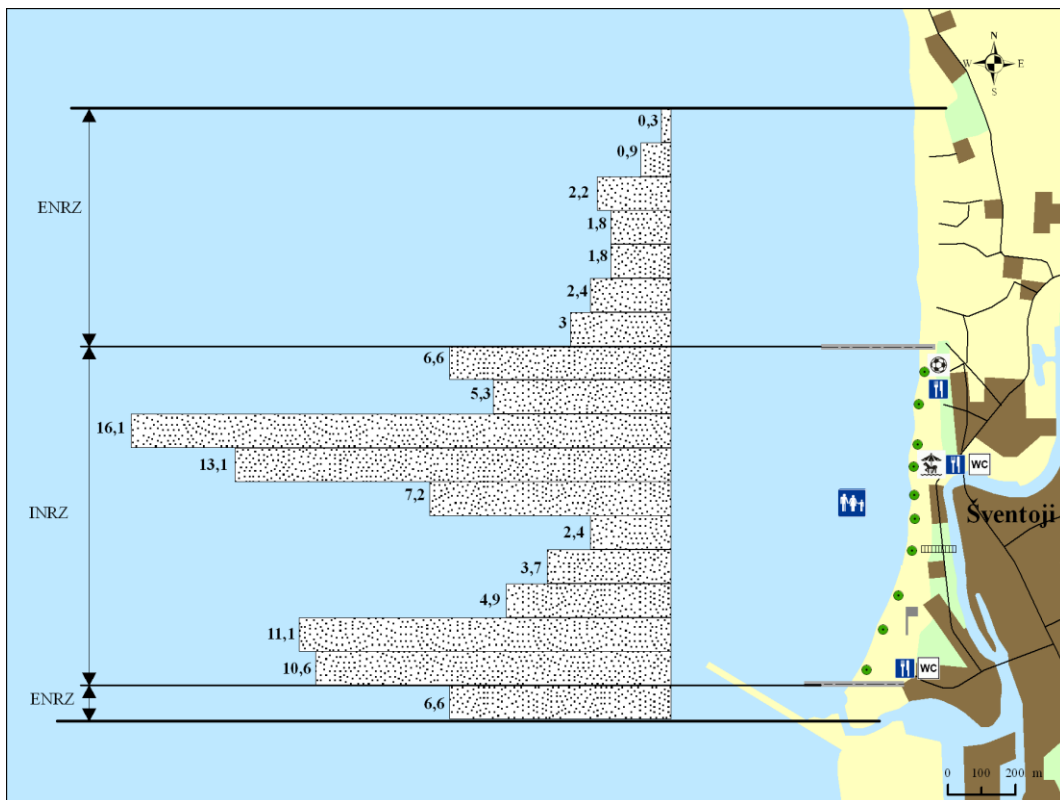 N
W E
S
0,3
0,9
2,2
ENRZ
1,8
1,8
2,4
3
6,6
5,3
16,1
13,1
WC
7,2
INRZ
Šventoji
2,4
3,7
4,9
11,1
10,6
WC
ENRZ
6,6
0 100 200 m